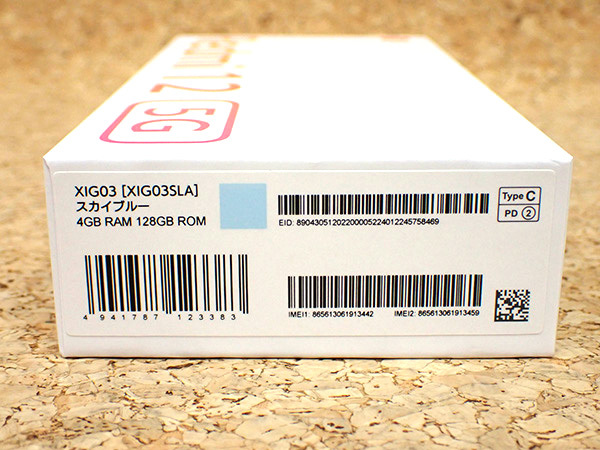 12 5G
XIG03 [XIG03SLA]
スカイブルー
4GB RAM 128GB ROM
EID: 89043051202200005224012245758469
Type C
PD ②
4 941787 123383
IMEI1: 865613061913442 IMEI2: 865613061913459